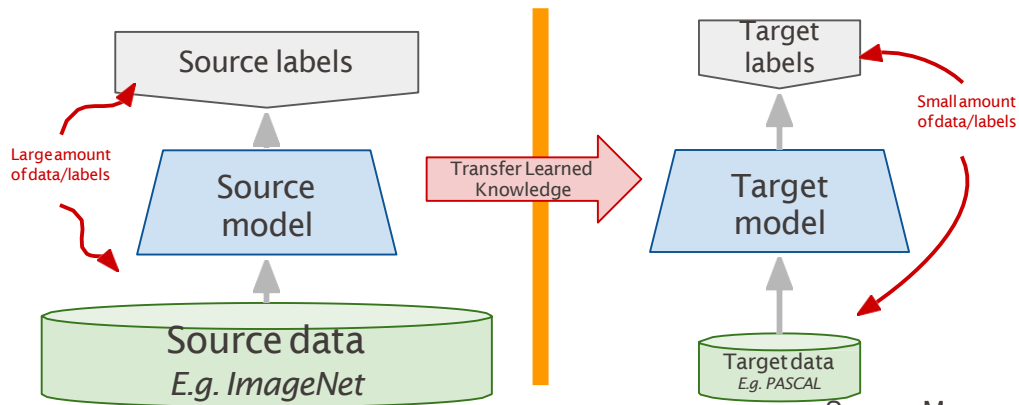 Source labels
Large amount
of data/labels
Source
model
Source data
E.g. ImageNet
Transfer Learned
Knowledge
Target
labels
Small amount
of data/labels
Target
model
Target data
E.g. PASCAL